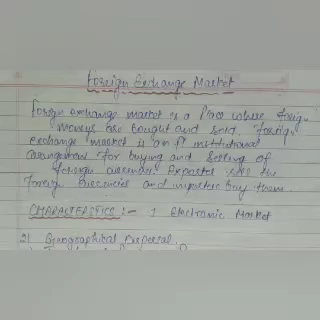 Foreign Exchange Market
Foreign exchange market is a Place where foreign
moneys are bought and sold. Foreign
exchange market is an institutional
arrangement for buying and selling of
foreign currencies Exporter sells the
foreign and importers buy them
CHARACTERSTICS :- 1 Electronic Market
2) Geographical Dispersal.